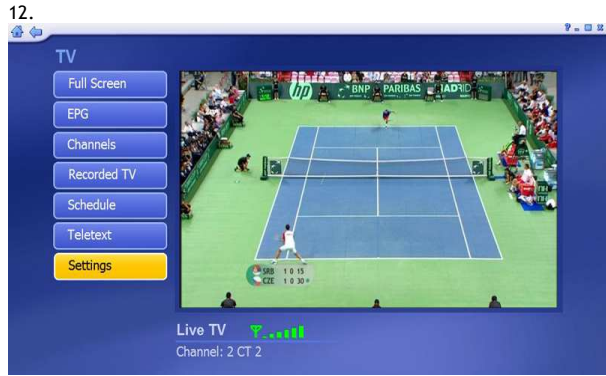 12.
TV
Full Screen
EPG
Channels
Recorded TV
Schedule
Teletext
Settings
hp
BNP PARIBAS
SRB 1 0 15
CZE 1 0 30
Live TV
Channel: 2 CT 2